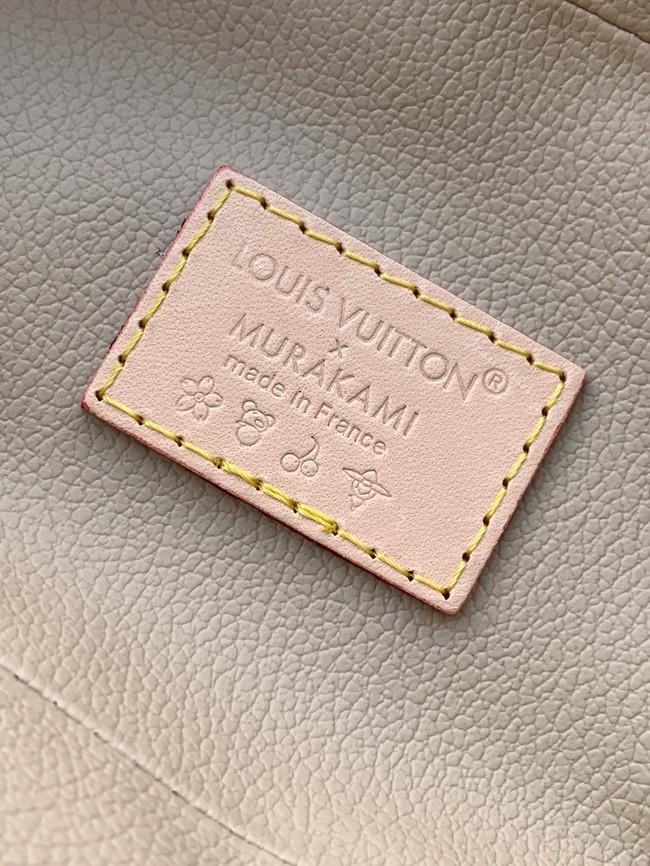 LOUIS VUITTON®
x
MURAKAMI
made in France